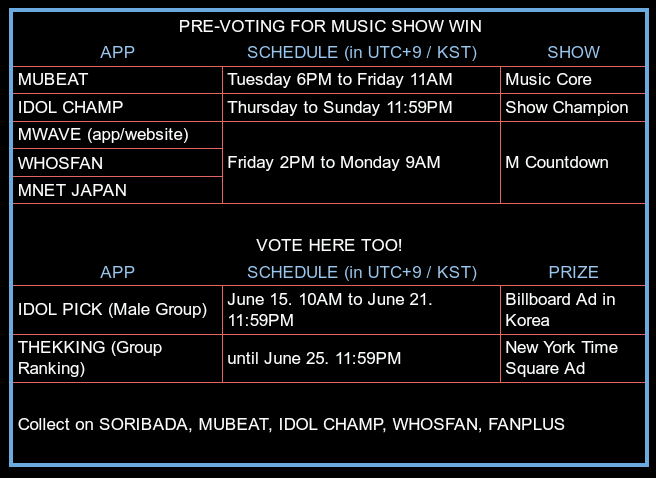 PRE-VOTING FOR MUSIC SHOW WIN
APP SCHEDULE (in UTC+9 / KST) SHOW
MUBEAT Tuesday 6PM to Friday 11AM Music Core
IDOL CHAMP Thursday to Sunday 11:59PM Show Champion
MWAVE (app/website)
WHOSFAN Friday 2PM to Monday 9AM M Countdown
MNET JAPAN
VOTE HERE TOO!
APP SCHEDULE (in UTC+9 / KST) PRIZE
IDOL PICK (Male Group)
June 15. 10AM to June 21.
11:59PM
Billboard Ad in
Korea
THEKKING (Group
Ranking)
until June 25. 11:59PM
New York Time
Square Ad
Collect on SORIBADA, MUBEAT, IDOL CHAMP, WHOSFAN, FANPLUS